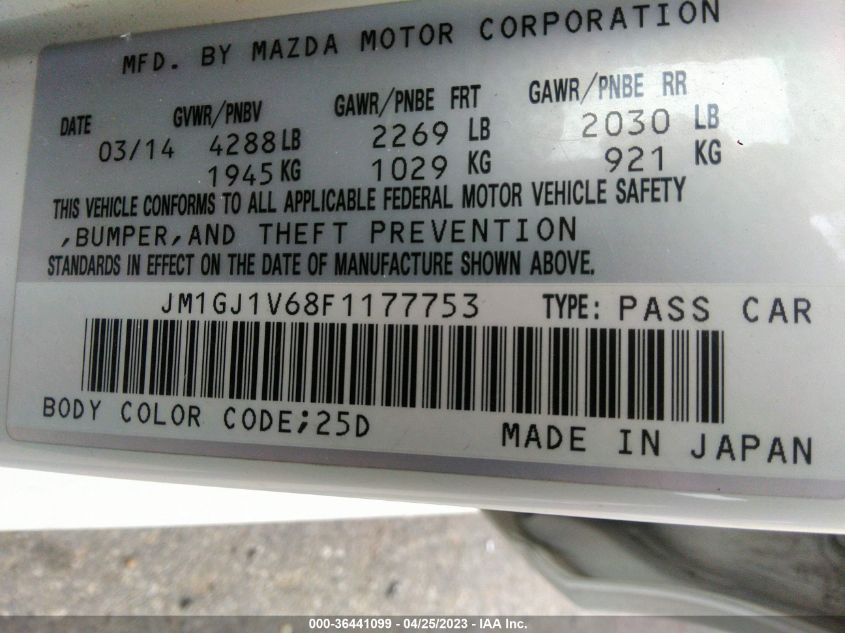 MFD. BY MAZDA MOTOR CORPORATION
DATE GVWR/PNBV GAWR/PNBE FRT GAWR/PNBE RR
03/14 4288 LB 2269 LB 2030 LB
1945 KG 1029 KG 921 KG
THIS VEHICLE CONFORMS TO ALL APPLICABLE FEDERAL MOTOR VEHICLE SAFETY
,BUMPER,AND THEFT PREVENTION
STANDARDS IN EFFECT ON THE DATE OF MANUFACTURE SHOWN ABOVE.
JM1GJ1V68F1177753 TYPE: PASS CAR
BODY COLOR CODE;25D MADE IN JAPAN
000-36441099 - 04/25/2023 - IAA Inc.